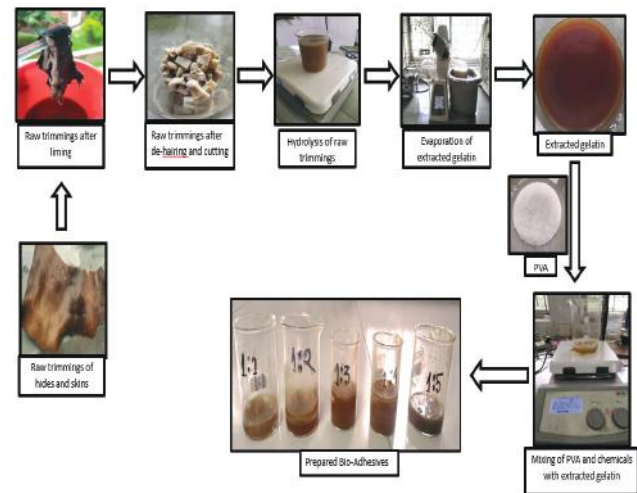 Raw trimmings after
liming
Raw trimmings after
de-hairing and cutting
Hydrolysis of raw
trimmings
Evaporation of
extracted gelatin
Extracted gelatin
PVA
Raw trimmings of
hides and skins
1:1
1:2
1:3
1:5
Prepared Bio-Adhesives
Mixing of PVA and chemicals
with extracted gelatin